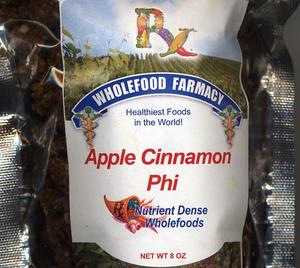 Rx
WHOLEFOOD FARMACY
Healthiest Foods
in the World!
Apple Cinnamon
Phi
Nutrient Dense
Wholefoods
NET WT 8 OZ